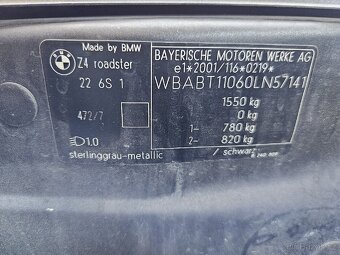 Made by BMW
Z4 roadster
22 6S 1
472/7
1.0
sterlinggrau-metallic
BAYERISCHE MOTOREN WERKE AG
e1*2001/116*0219*
WBABT11060LN57141
1550 kg
0 kg
1- 780 kg
2- 820 kg
/ schwarz